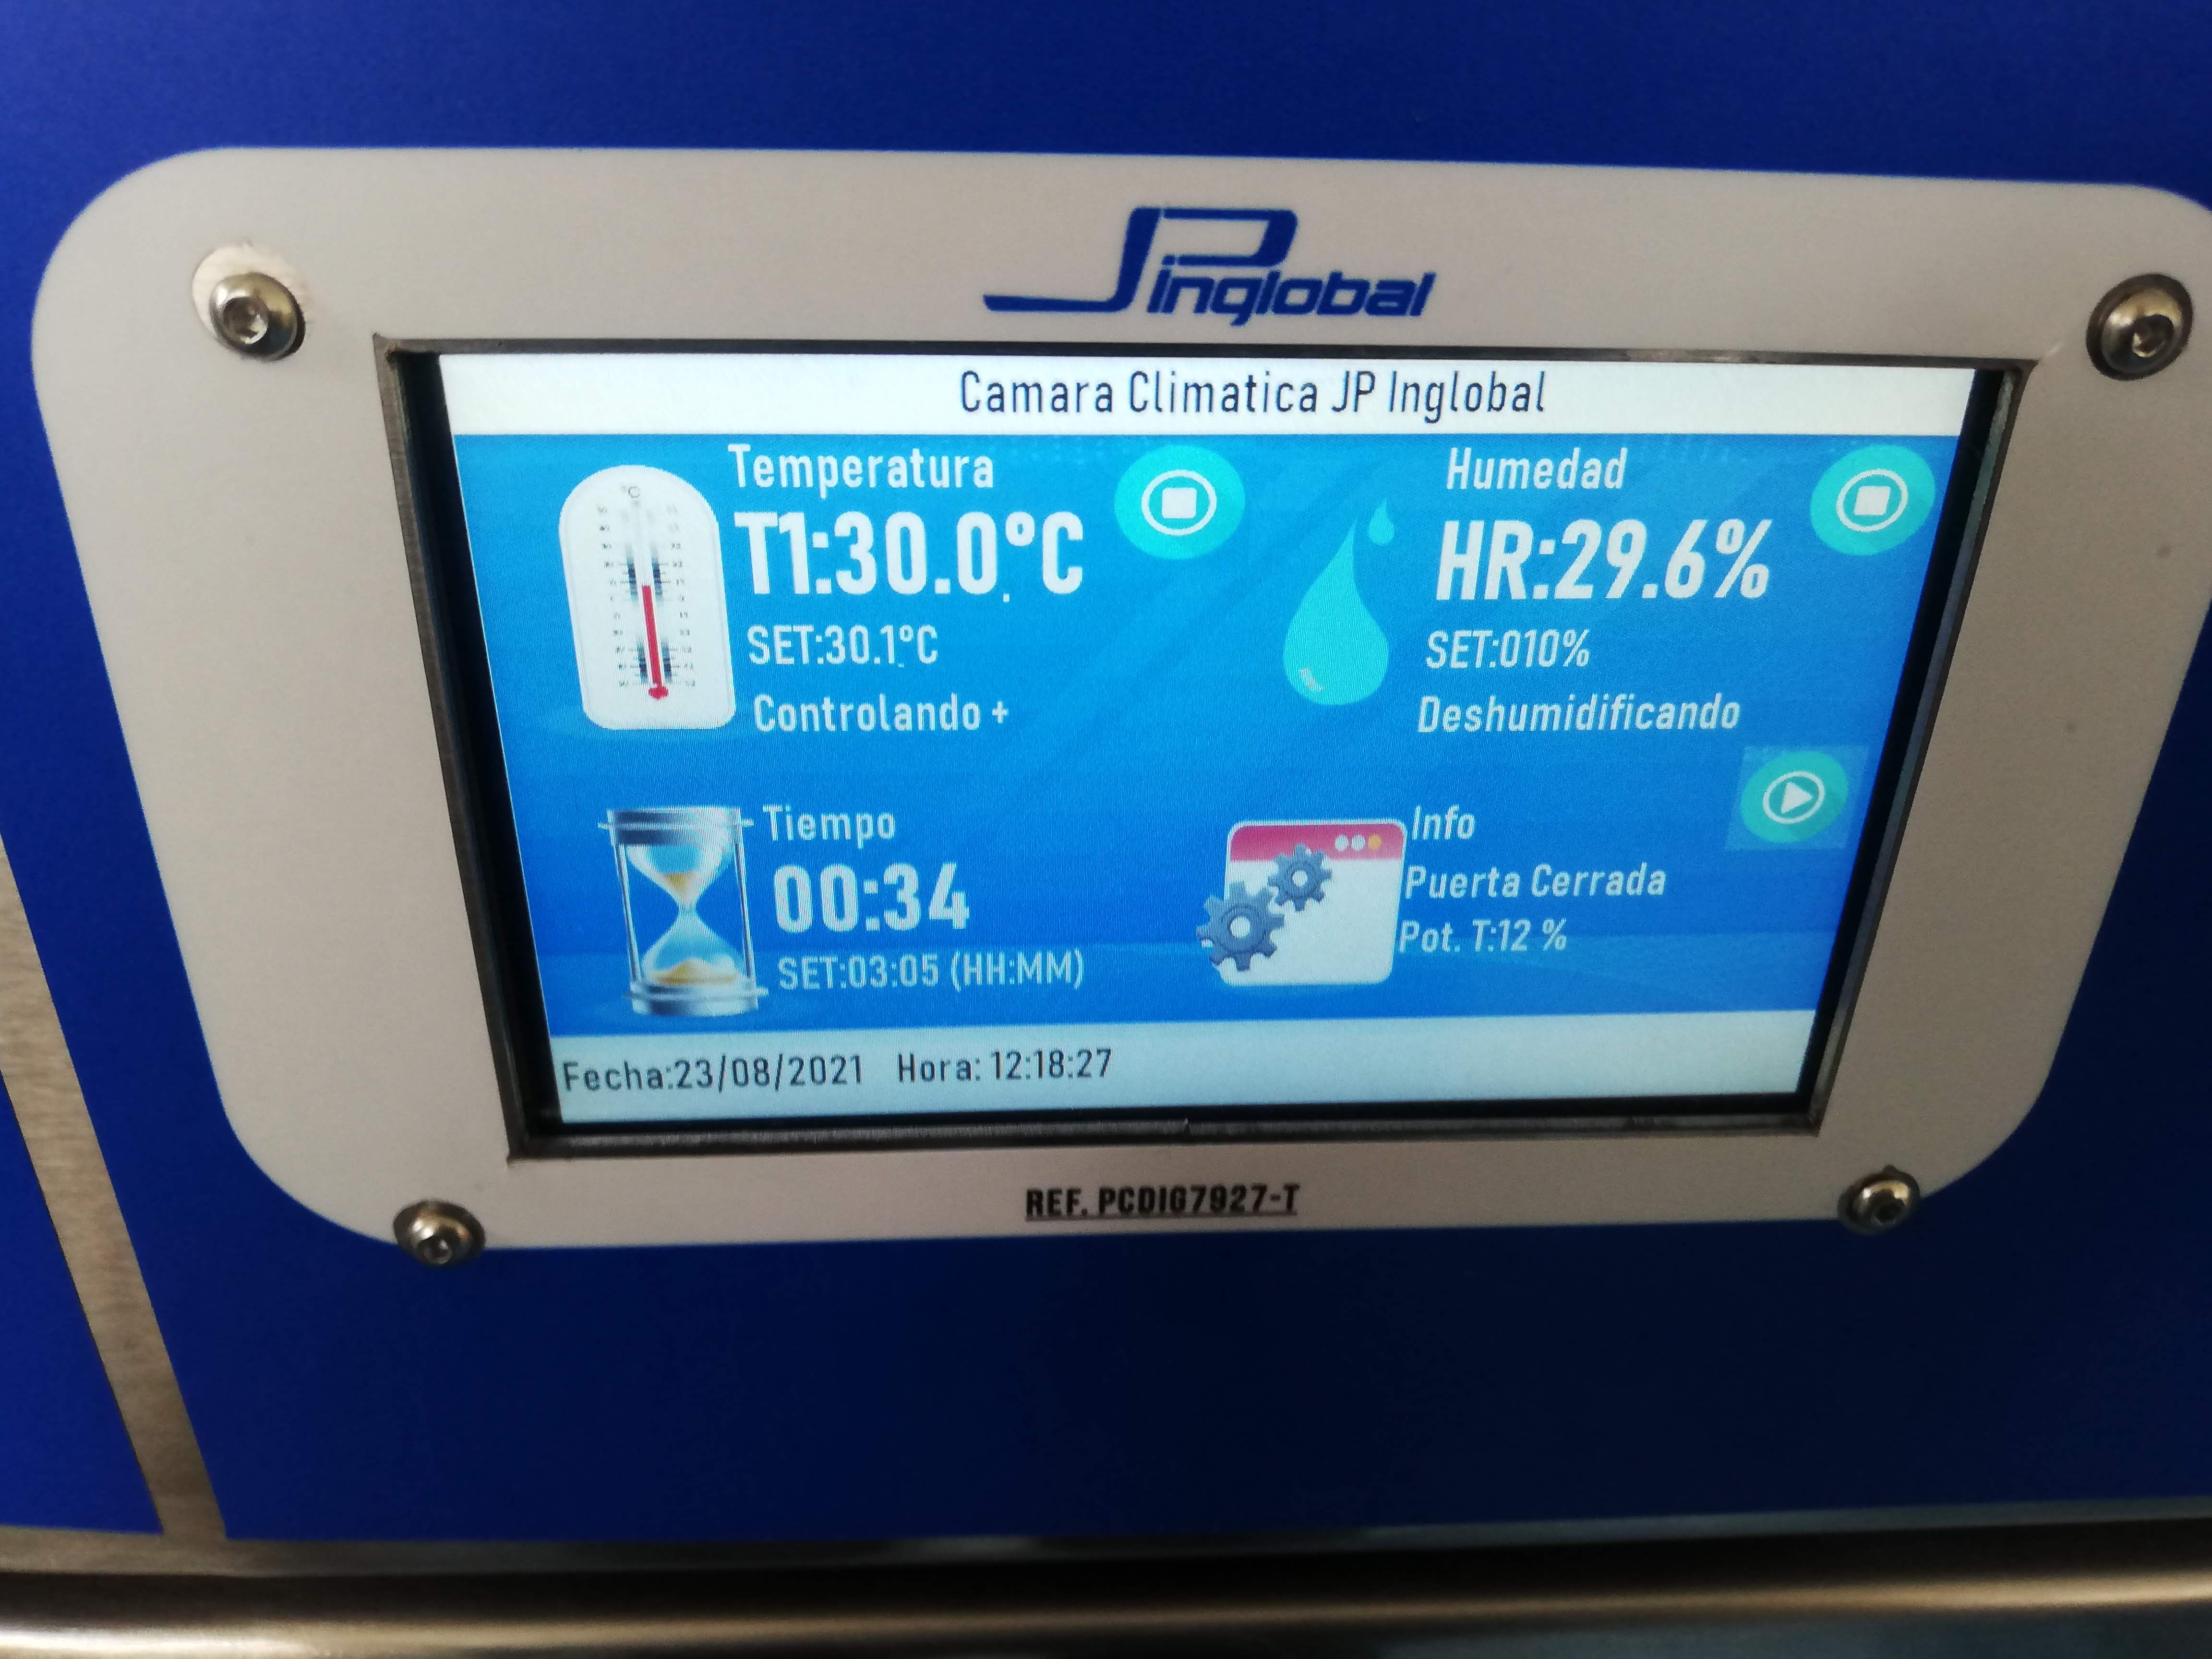 JPinglobal
Camara Climatica JP Inglobal
Temperatura
T1:30.0°C
SET:30.1°C
Controlando +
Humedad
HR:29.6%
SET:010%
Deshumidificando
Tiempo
00:34
SET:03:05 (HH:MM)
Info
Puerta Cerrada
Pot. T:12 %
Fecha:23/08/2021 Hora: 12:18:27
REF. PCDIG7927-T